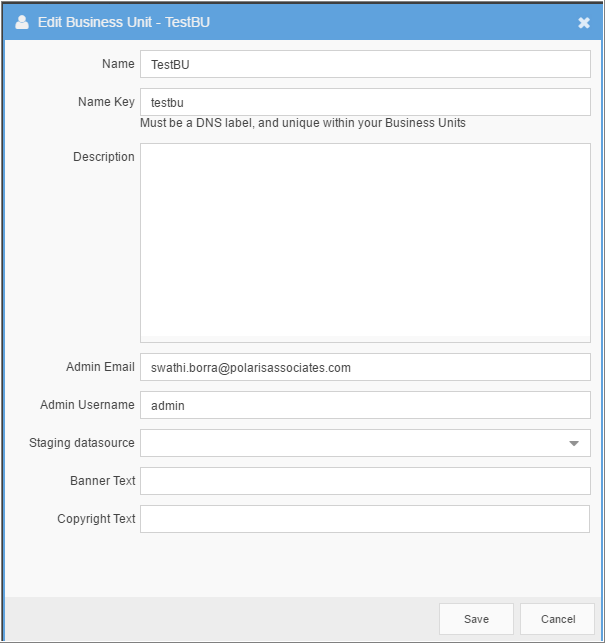 Edit Business Unit - TestBU
Name TestBU
Name Key testbu
Must be a DNS label, and unique within your Business Units
Description
Admin Email swathi.borra@polarisassociates.com
Admin Username admin
Staging datasource
Banner Text
Copyright Text
Save Cancel